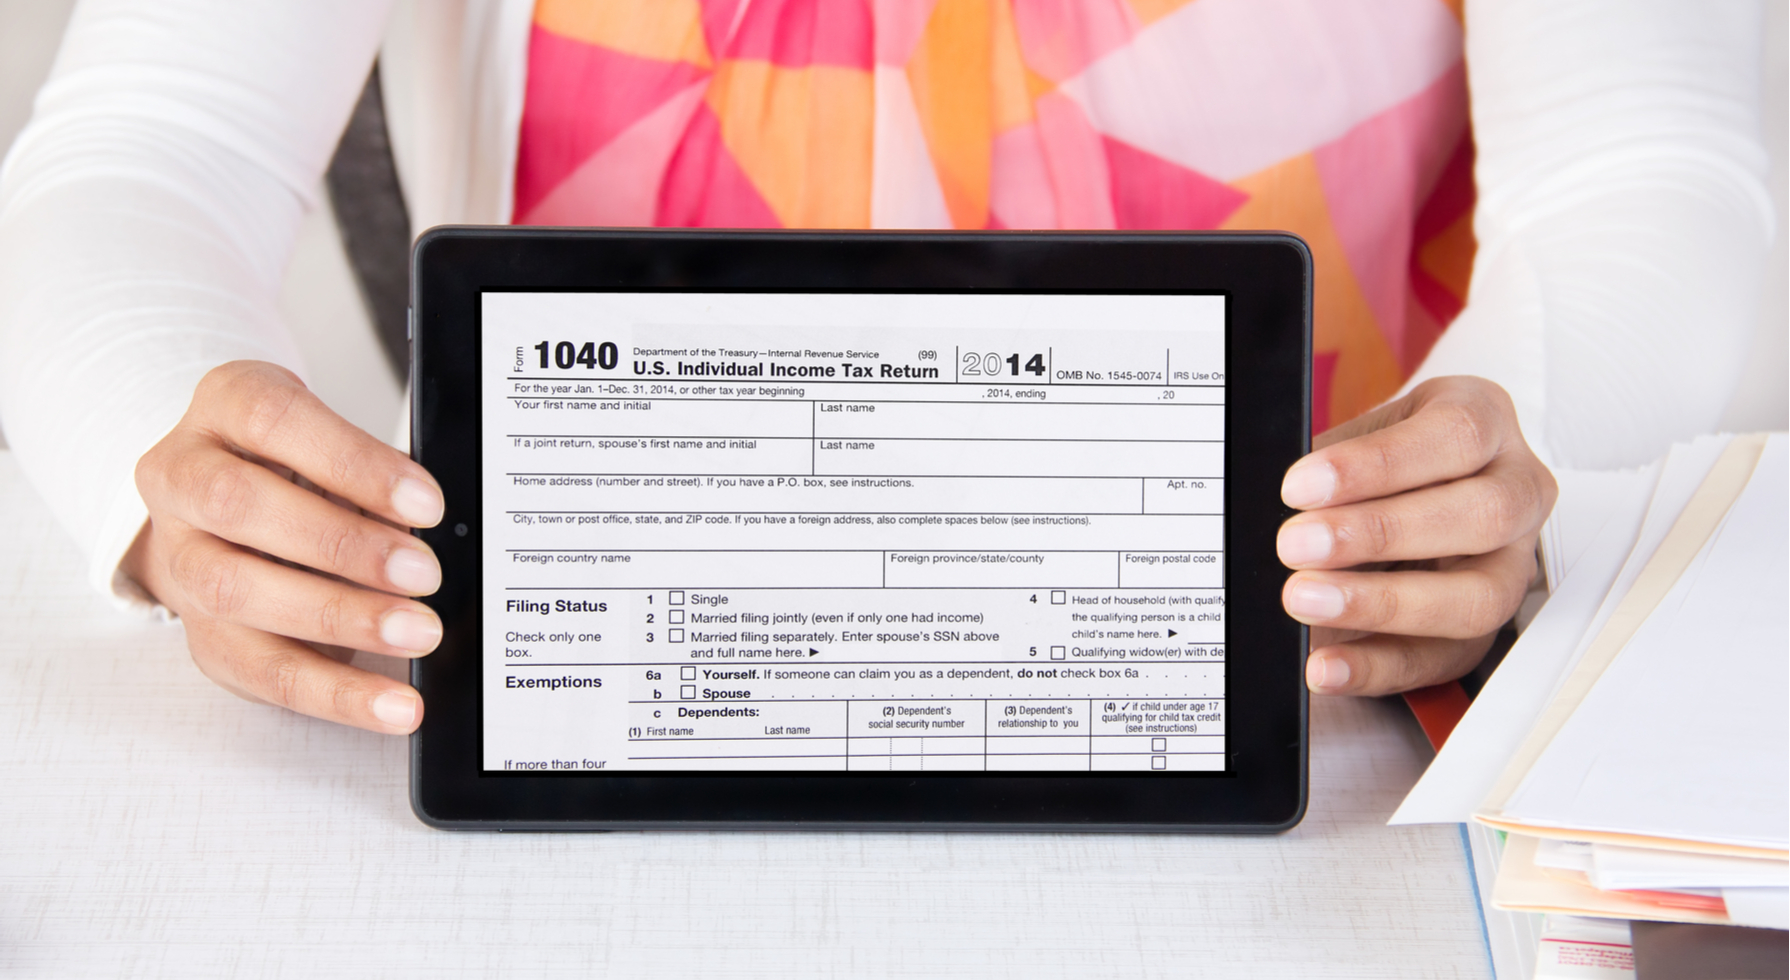 Form 1040 Department of the Treasury—Internal Revenue Service (99)
U.S. Individual Income Tax Return 2014 OMB No. 1545-0074 IRS Use On
For the year Jan. 1–Dec. 31, 2014, or other tax year beginning , 2014, ending , 20
Your first name and initial Last name
If a joint return, spouse's first name and initial Last name
Home address (number and street). If you have a P.O. box, see instructions. Apt. no.
City, town or post office, state, and ZIP code. If you have a foreign address, also complete spaces below (see instructions).
Foreign country name Foreign province/state/county Foreign postal code
Filing Status
Check only one
box.
1 Single
2 Married filing jointly (even if only one had income)
3 Married filing separately. Enter spouse's SSN above
and full name here. ▶
4 Head of household (with qualify
the qualifying person is a child
child's name here. ▶
5 Qualifying widow(er) with de
Exemptions
6a Yourself. If someone can claim you as a dependent, do not check box 6a . . . .
b Spouse . . . . . . . . . . . . . . . . . . . .
c Dependents:
(1) First name Last name
(2) Dependent's
social security number
(3) Dependent's
relationship to you
(4) ✓ if child under age 17
qualifying for child tax credit
(see instructions)
If more than four